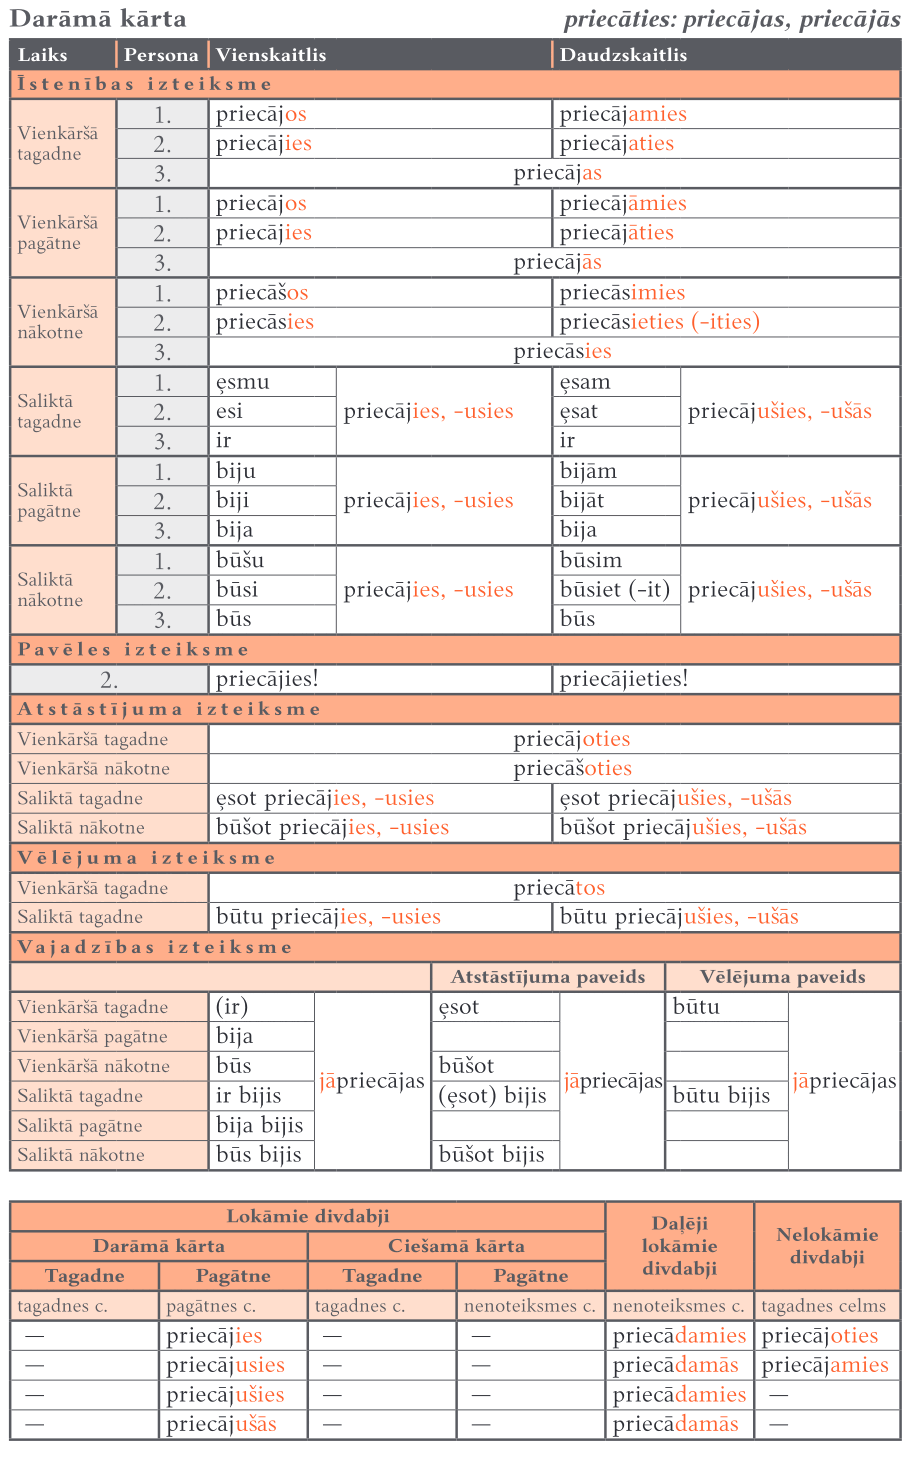 Darāmā kārta priecāties: priecājas, priecājās
Laiks Persona Vienskaitlis Daudzskaitlis
Īstenības izteiksme
Vienkāršā tagadne
1. priecājos priecājamies
2. priecājies priecājaties
3. priecājas
Vienkāršā pagātne
1. priecājos priecājāmies
2. priecājies priecājāties
3. priecājās
Vienkāršā nākotne
1. priecāšos priecāsimies
2. priecāsies priecāsieties (-ities)
3. priecāsies
Saliktā tagadne
1. ȩsmu ȩsam
2. esi priecājies, -usies ȩsat priecājušies, -ušās
3. ir ir
Saliktā pagātne
1. biju bijām
2. biji priecājies, -usies bijāt priecājušies, -ušās
3. bija bija
Saliktā nākotne
1. būšu būsim
2. būsi priecājies, -usies būsiet (-it) priecājušies, -ušās
3. būs būs
Pavēles izteiksme
2. priecājies! priecājieties!
Atstāstījuma izteiksme
Vienkāršā tagadne priecājoties
Vienkāršā nākotne priecāšoties
Saliktā tagadne ȩsot priecājies, -usies ȩsot priecājušies, -ušās
Saliktā nākotne būšot priecājies, -usies būšot priecājušies, -ušās
Vēlējuma izteiksme
Vienkāršā tagadne priecātos
Saliktā tagadne būtu priecājies, -usies būtu priecājušies, -ušās
Vajadzības izteiksme
Atstāstījuma paveids Vēlējuma paveids
Vienkāršā tagadne (ir) ȩsot būtu
Vienkāršā pagātne bija
Vienkāršā nākotne būs būšot
jāpriecājas jāpriecājas jāpriecājas
Saliktā tagadne ir bijis (ȩsot) bijis būtu bijis
Saliktā pagātne bija bijis
Saliktā nākotne būs bijis būšot bijis
Lokāmie divdabji Daļēji lokāmie divdabji Nelokāmie divdabji
Darāmā kārta Ciešamā kārta
Tagadne Pagātne Tagadne Pagātne
tagadnes c. pagātnes c. tagadnes c. nenoteiksmes c. nenoteiksmes c. tagadnes celms
— priecājies — — priecādamies priecājoties
— priecājusies — — priecādamās priecājamies
— priecājušies — — priecādamies —
— priecājušās — — priecādamās —